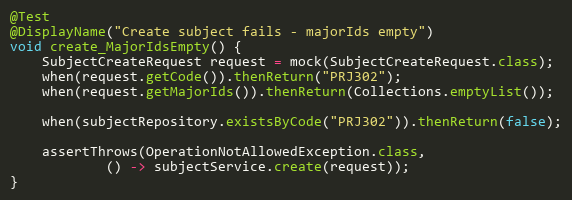 @Test
@DisplayName("Create subject fails - majorIds empty")
void create_MajorIdsEmpty() {
    SubjectCreateRequest request = mock(SubjectCreateRequest.class);
    when(request.getCode()).thenReturn("PRJ302");
    when(request.getMajorIds()).thenReturn(Collections.emptyList());

    when(subjectRepository.existsByCode("PRJ302")).thenReturn(false);

    assertThrows(OperationNotAllowedException.class,
            () -> subjectService.create(request));
}